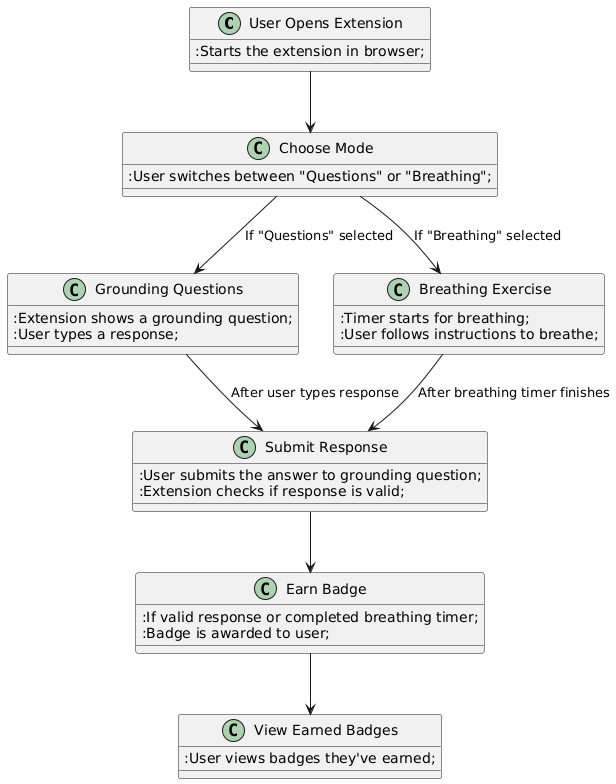 C User Opens Extension
:Starts the extension in browser;
C Choose Mode
:User switches between "Questions" or "Breathing";
If "Questions" selected
If "Breathing" selected
C Grounding Questions
:Extension shows a grounding question;
:User types a response;
C Breathing Exercise
:Timer starts for breathing;
:User follows instructions to breathe;
After user types response
After breathing timer finishes
C Submit Response
:User submits the answer to grounding question;
:Extension checks if response is valid;
C Earn Badge
:If valid response or completed breathing timer;
:Badge is awarded to user;
C View Earned Badges
:User views badges they've earned;